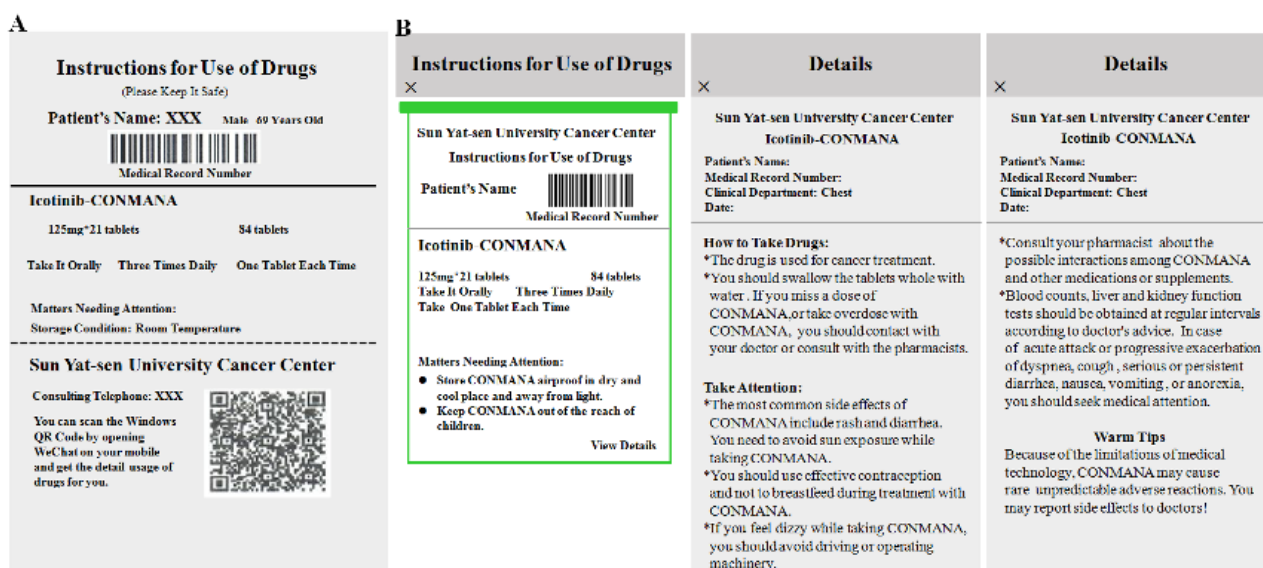 A
Instructions for Use of Drugs
(Please Keep It Safe)
Patient's Name: XXX Male 69 Years Old
Medical Record Number
Icotinib-CONMANA
125mg*21 tablets 84 tablets
Take It Orally Three Times Daily One Tablet Each Time
Matters Needing Attention:
Storage Condition: Room Temperature
Sun Yat-sen University Cancer Center
Consulting Telephone: XXX
You can scan the Windows
QR Code by opening
WeChat on your mobile
and get the detail usage of
drugs for you.
B
Instructions for Use of Drugs
×
Sun Yat-sen University Cancer Center
Instructions for Use of Drugs
Patient's Name
Medical Record Number
Icotinib-CONMANA
125mg*21 tablets 84 tablets
Take It Orally Three Times Daily
Take One Tablet Each Time
Matters Needing Attention:
● Store CONMANA airproof in dry and
cool place and away from light.
● Keep CONMANA out of the reach of
children.
View Details
Details
×
Sun Yat-sen University Cancer Center
Icotinib-CONMANA
Patient's Name:
Medical Record Number:
Clinical Department: Chest
Date:
How to Take Drugs:
*The drug is used for cancer treatment.
*You should swallow the tablets whole with
water . If you miss a dose of
CONMANA,or take overdose with
CONMANA, you should contact with
your doctor or consult with the pharmacists.
Take Attention:
*The most common side effects of
CONMANA include rash and diarrhea.
You need to avoid sun exposure while
taking CONMANA.
*You should use effective contraception
and not to breastfeed during treatment with
CONMANA.
*If you feel dizzy while taking CONMANA,
you should avoid driving or operating
machinery.
Details
×
Sun Yat-sen University Cancer Center
Icotinib-CONMANA
Patient's Name:
Medical Record Number:
Clinical Department: Chest
Date:
*Consult your pharmacist about the
possible interactions among CONMANA
and other medications or supplements.
*Blood counts, liver and kidney function
tests should be obtained at regular intervals
according to doctor's advice. In case
of acute attack or progressive exacerbation
of dyspnea, cough , serious or persistent
diarrhea, nausea, vomiting , or anorexia,
you should seek medical attention.
Warm Tips
Because of the limitations of medical
technology, CONMANA may cause
rare unpredictable adverse reactions. You
may report side effects to doctors!